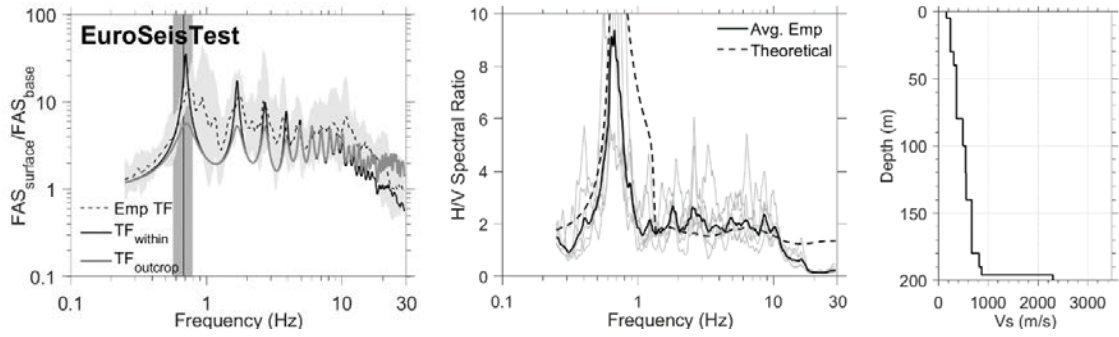 EuroSeisTest
FAS_surface/FAS_base
100
10
1
0.1
Emp TF
TF_within
TF_outcrop
0.1
1
10
30
Frequency (Hz)
H/V Spectral Ratio
10
8
6
4
2
0
Avg. Emp
Theoretical
0.1
1
10
30
Frequency (Hz)
Depth (m)
0
50
100
150
200
0
1000
2000
3000
Vs (m/s)